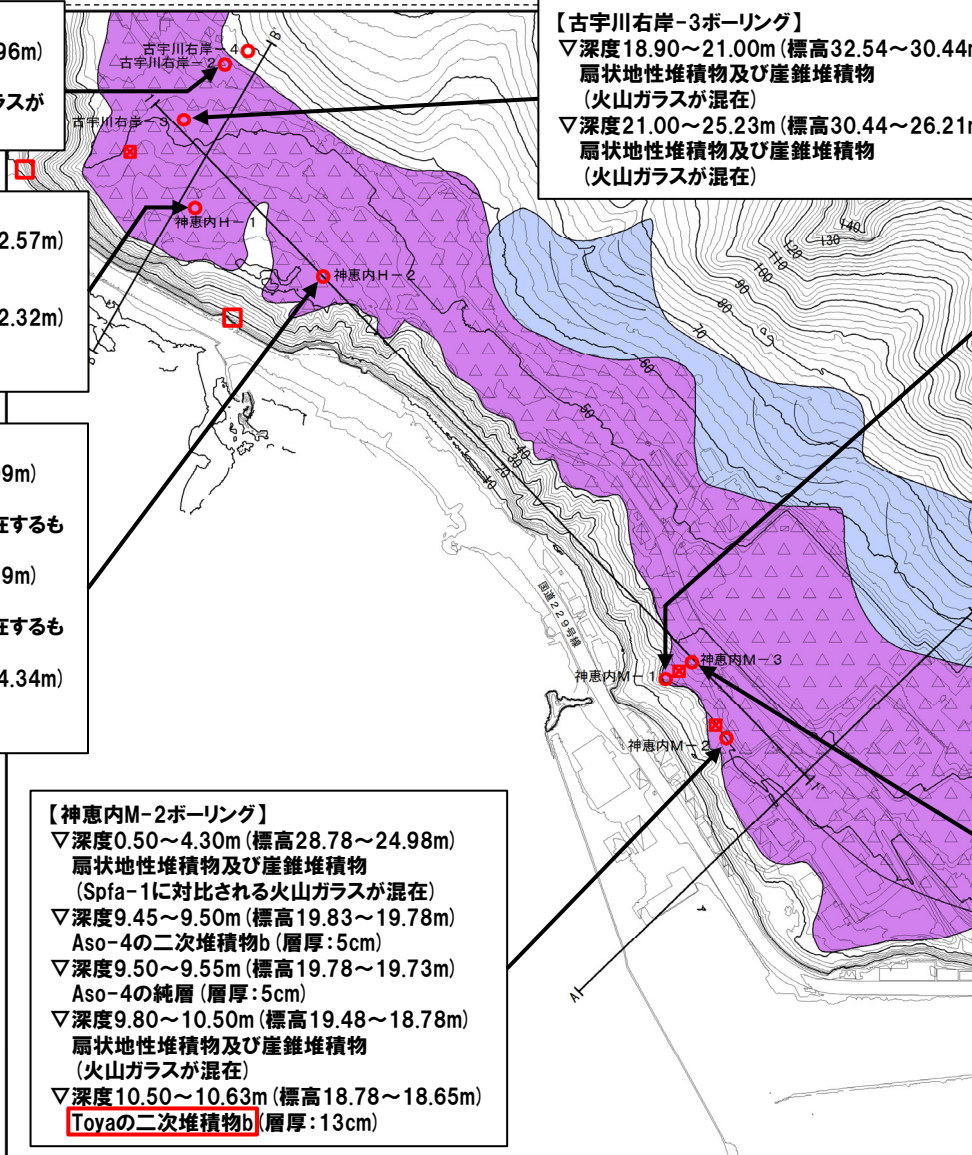 96m)
ラスが
2.57m)
2.32m)
9m)
在するも
9m)
在するも
4.34m)
【古宇川右岸-3ボーリング】
▽深度18.90～21.00m(標高32.54～30.44m
扇状地性堆積物及び崖錐堆積物
(火山ガラスが混在)
▽深度21.00～25.23m(標高30.44～26.21m
扇状地性堆積物及び崖錐堆積物
(火山ガラスが混在)
古宇川右岸－4
古宇川右岸－2
古宇川右岸－3
神恵内H－1
神恵内H－2
B'
140
130
120
110
100
90
80
70
60
50
40
30
20
10
国道229号線
神恵内M－3
神恵内M－1
神恵内M－2
A
【神恵内M-2ボーリング】
▽深度0.50～4.30m(標高28.78～24.98m)
扇状地性堆積物及び崖錐堆積物
(Spfa-1に対比される火山ガラスが混在)
▽深度9.45～9.50m(標高19.83～19.78m)
Aso-4の二次堆積物b(層厚:5cm)
▽深度9.50～9.55m(標高19.78～19.73m)
Aso-4の純層(層厚:5cm)
▽深度9.80～10.50m(標高19.48～18.78m)
扇状地性堆積物及び崖錐堆積物
(火山ガラスが混在)
▽深度10.50～10.63m(標高18.78～18.65m)
Toyaの二次堆積物b(層厚:13cm)